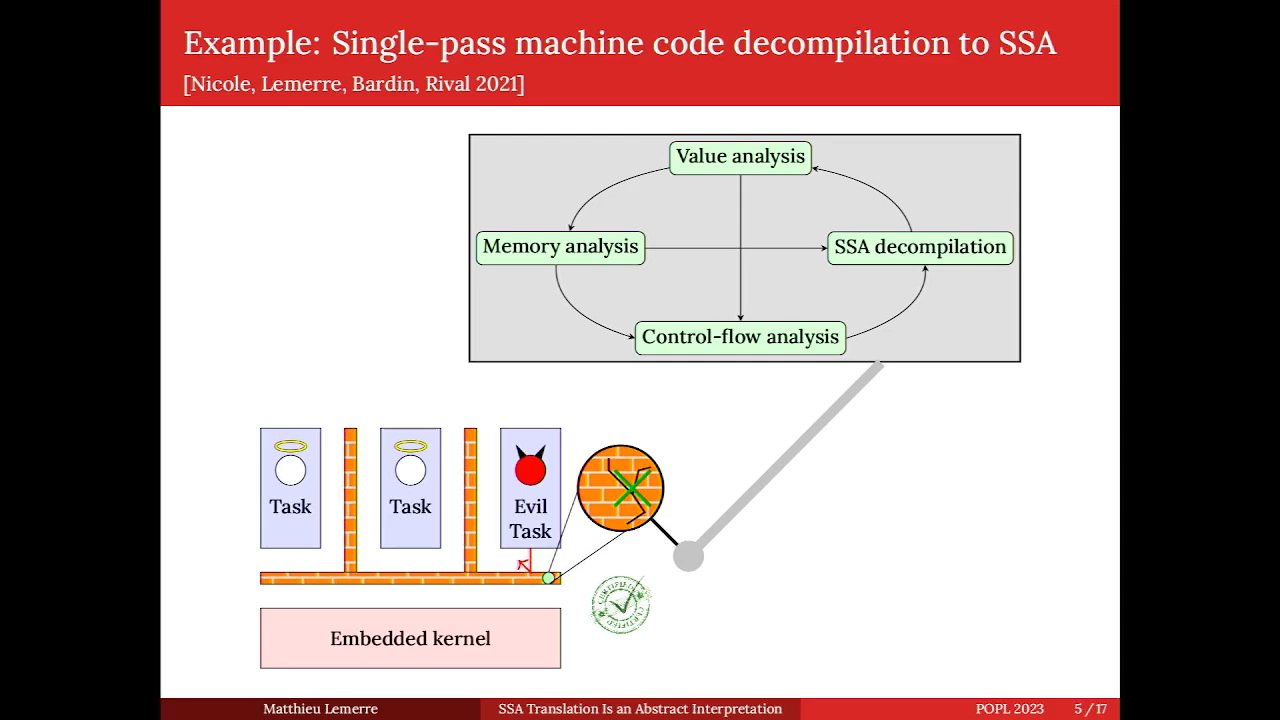 Example: Single-pass machine code decompilation to SSA
[Nicole, Lemerre, Bardin, Rival 2021]
Value analysis
Memory analysis
SSA decompilation
Control-flow analysis
Task
Task
Evil
Task
CERTIFIED
CERTIFIED
Embedded kernel
Matthieu Lemerre
SSA Translation Is an Abstract Interpretation
POPL 2023
5 / 17